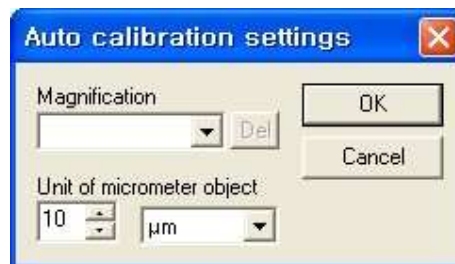 Auto calibration settings
Magnification
OK
Del
Cancel
Unit of micrometer object
10
µm